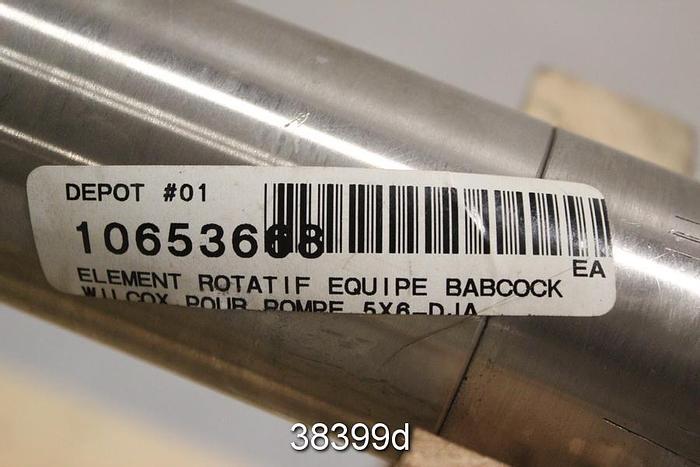 DEPOT #01
10653668
EA
ELEMENT ROTATIF EQUIPE BABCOCK
WILCOX POUR POMPE 5X6-DJA
38399d